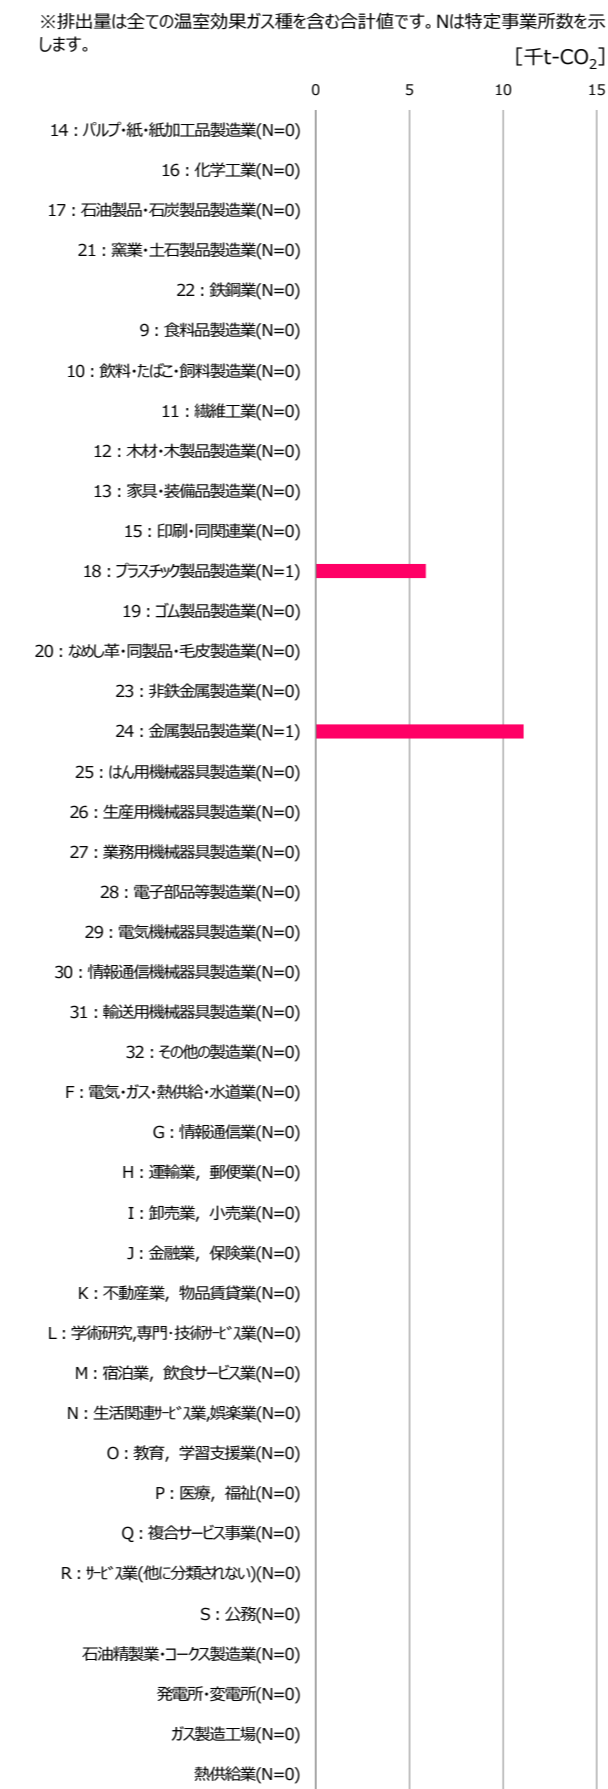 ※排出量は全ての温室効果ガス種を含む合計値です。Nは特定事業所数を示
します。
[千t-CO₂]
0 5 10 15
14：パルプ・紙・紙加工品製造業(N=0)
16：化学工業(N=0)
17：石油製品・石炭製品製造業(N=0)
21：窯業・土石製品製造業(N=0)
22：鉄鋼業(N=0)
9：食料品製造業(N=0)
10：飲料・たばこ・飼料製造業(N=0)
11：繊維工業(N=0)
12：木材・木製品製造業(N=0)
13：家具・装備品製造業(N=0)
15：印刷・同関連業(N=0)
18：プラスチック製品製造業(N=1)
19：ゴム製品製造業(N=0)
20：なめし革・同製品・毛皮製造業(N=0)
23：非鉄金属製造業(N=0)
24：金属製品製造業(N=1)
25：はん用機械器具製造業(N=0)
26：生産用機械器具製造業(N=0)
27：業務用機械器具製造業(N=0)
28：電子部品等製造業(N=0)
29：電気機械器具製造業(N=0)
30：情報通信機械器具製造業(N=0)
31：輸送用機械器具製造業(N=0)
32：その他の製造業(N=0)
F：電気・ガス・熱供給・水道業(N=0)
G：情報通信業(N=0)
H：運輸業，郵便業(N=0)
I：卸売業，小売業(N=0)
J：金融業，保険業(N=0)
K：不動産業，物品賃貸業(N=0)
L：学術研究,専門・技術ｻｰﾋﾞｽ業(N=0)
M：宿泊業，飲食サービス業(N=0)
N：生活関連ｻｰﾋﾞｽ業,娯楽業(N=0)
O：教育，学習支援業(N=0)
P：医療，福祉(N=0)
Q：複合サービス事業(N=0)
R：ｻｰﾋﾞｽ業(他に分類されない)(N=0)
S：公務(N=0)
石油精製業・コークス製造業(N=0)
発電所・変電所(N=0)
ガス製造工場(N=0)
熱供給業(N=0)